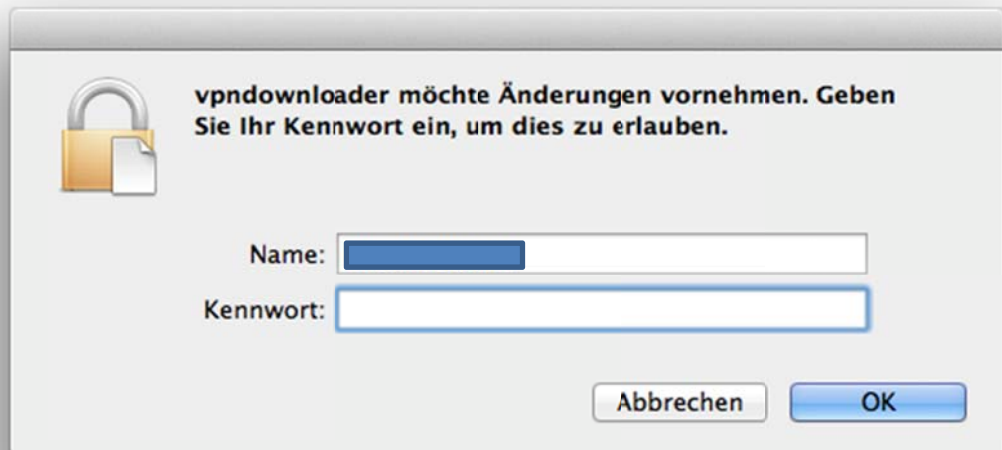 vpndownloader möchte Änderungen vornehmen. Geben
Sie Ihr Kennwort ein, um dies zu erlauben.
Name:
Kennwort:
Abbrechen OK